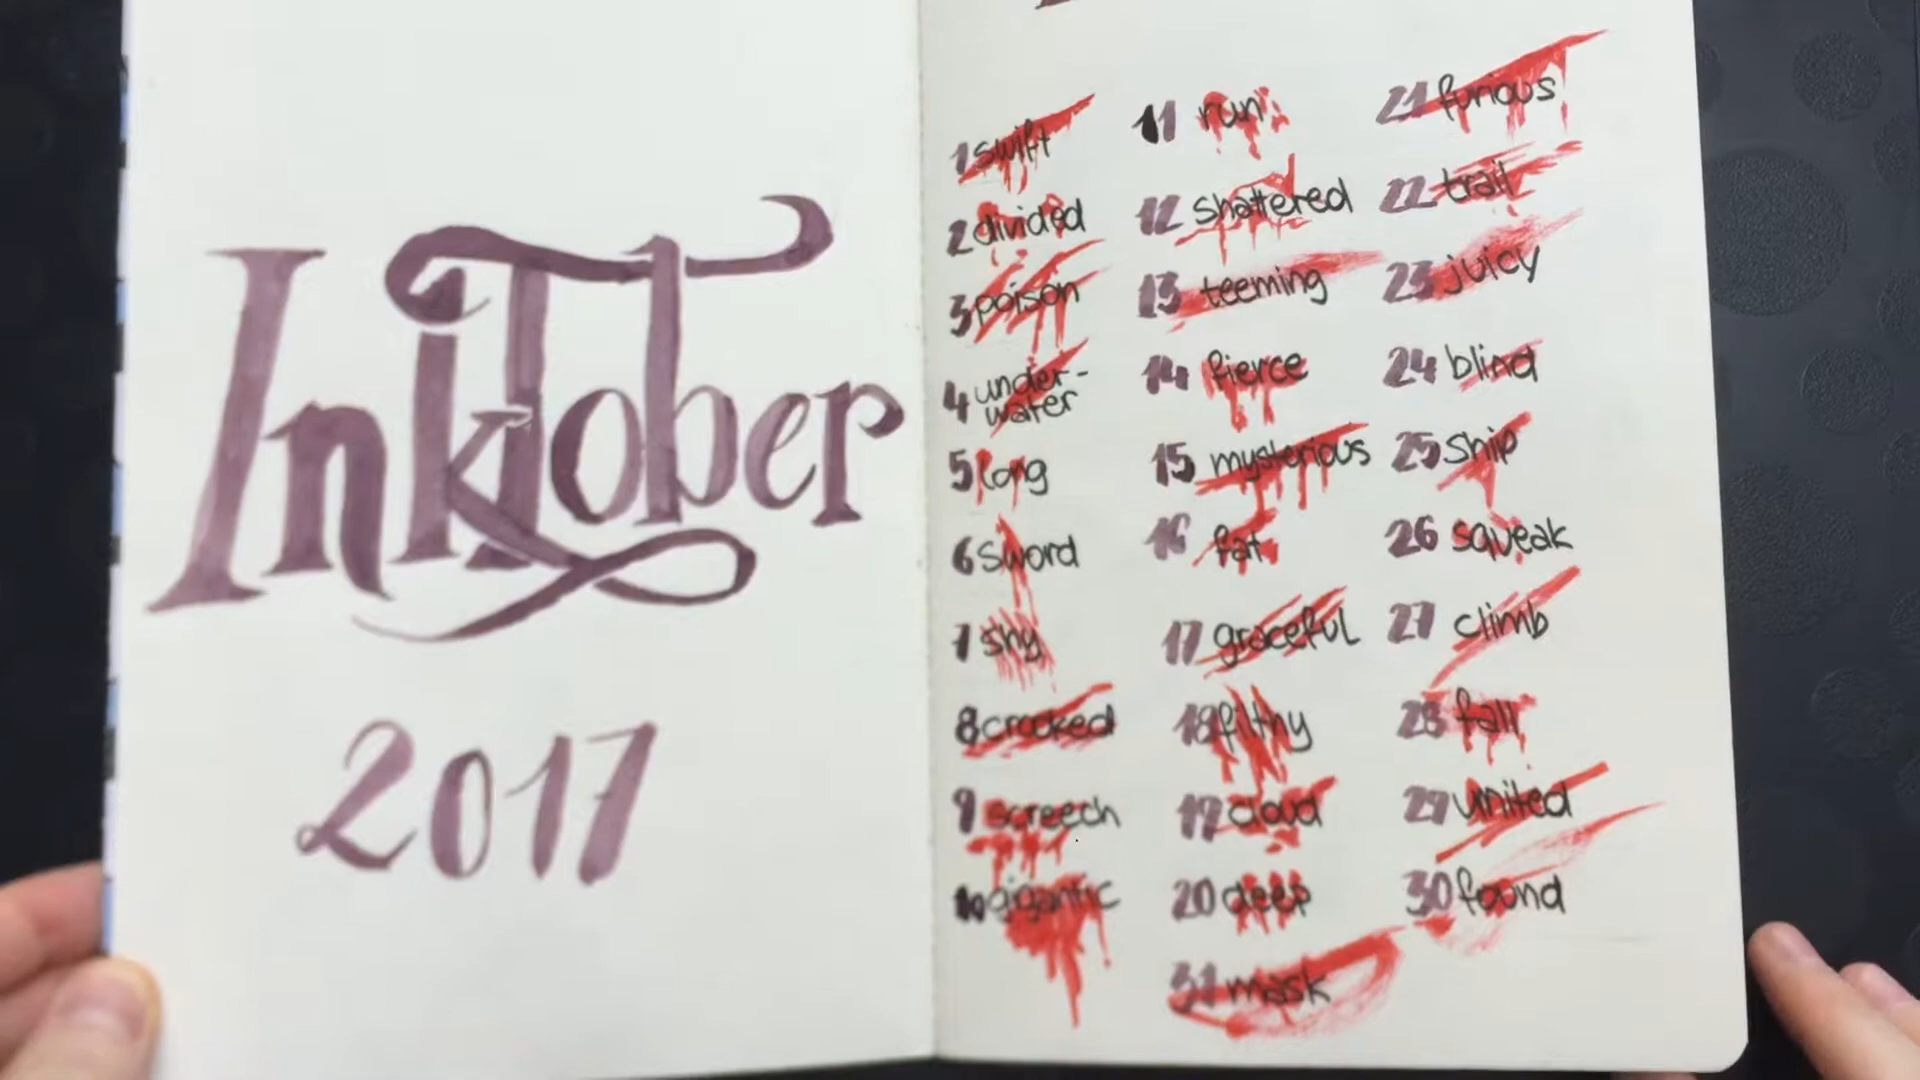 InkTober
2017
1 swift
2 divided
3 poison
4 under-
water
5 long
6 sword
7 shy
8 crooked
9 screech
10 gigantic
11 run
12 shattered
13 teeming
14 fierce
15 mysterious
16 fat
17 graceful
18 filthy
19 cloud
20 deep
31 mask
21 furious
22 trail
23 juicy
24 blind
25 ship
26 squeak
27 climb
28 fall
29 united
30 found